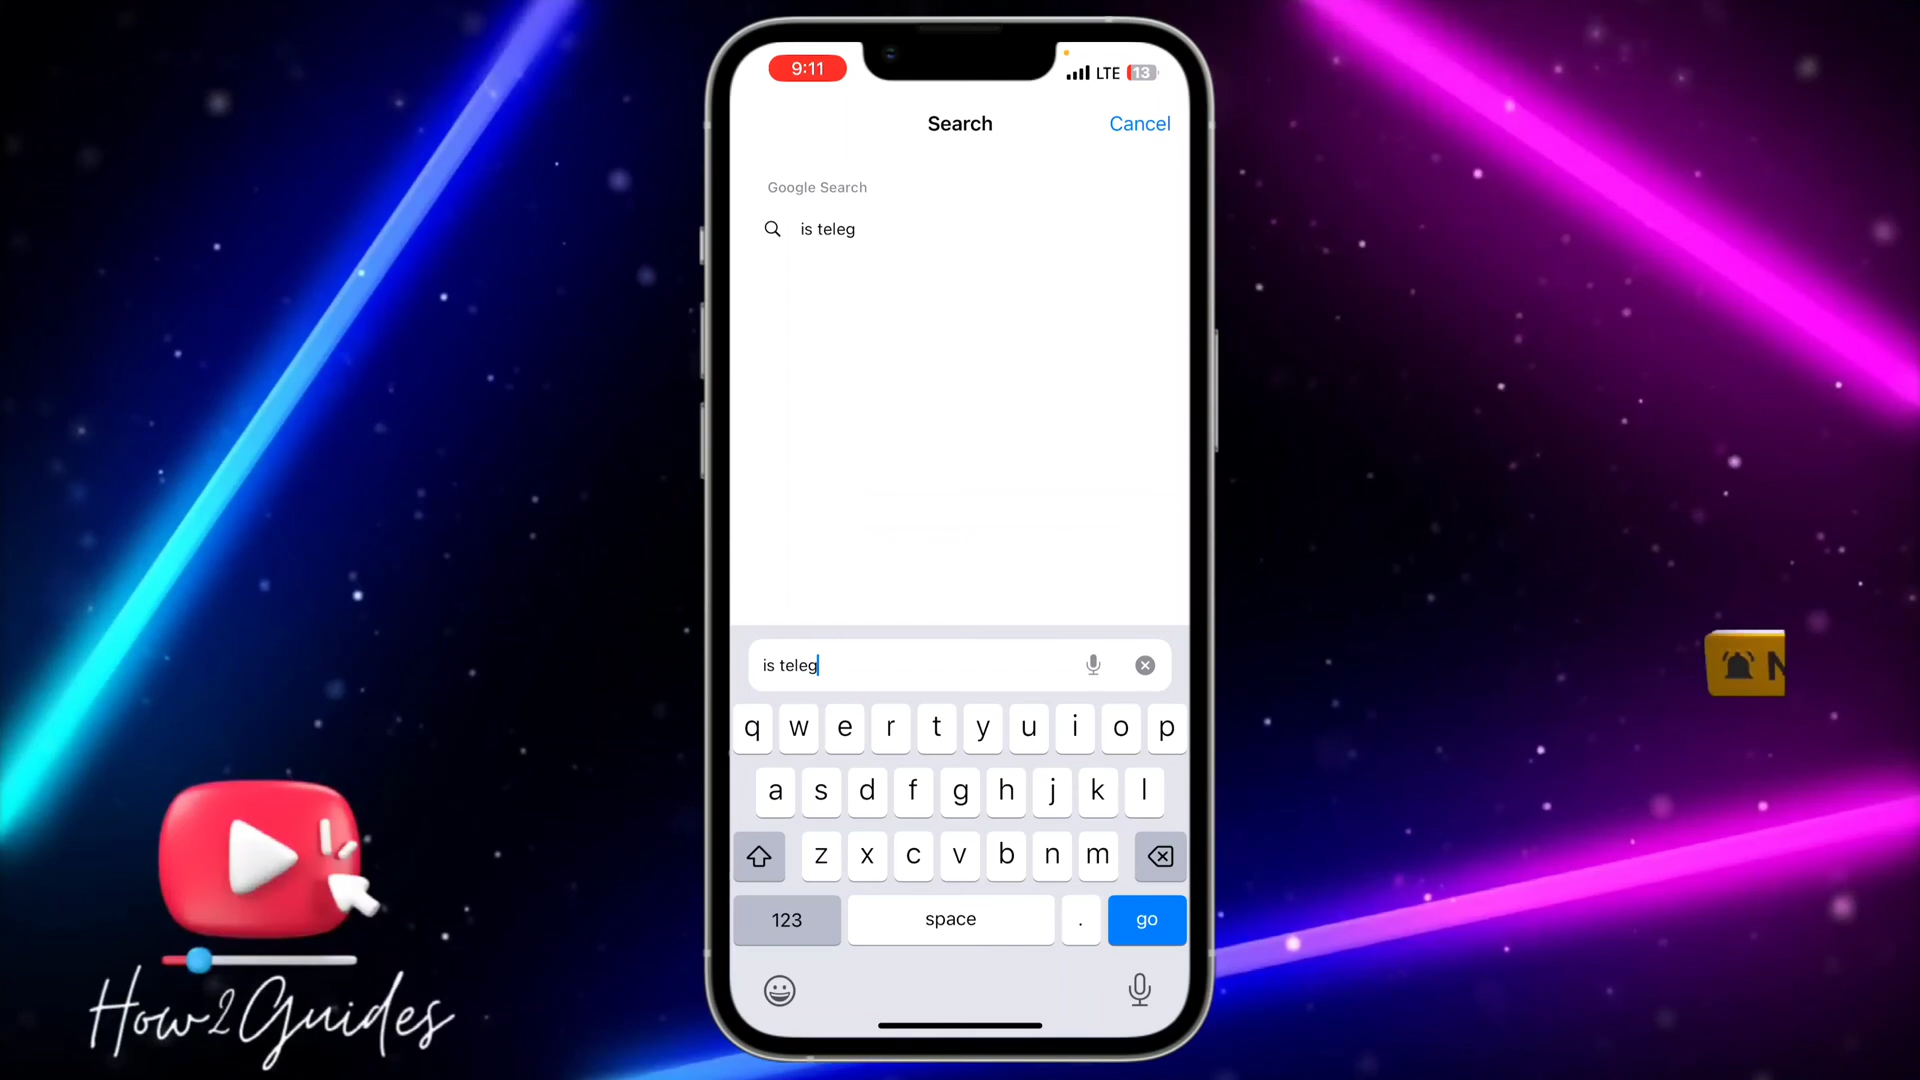 9:11
LTE 13
Search
Cancel
Google Search
is teleg
is teleg
q w e r t y u i o p
a s d f g h j k l
z x c v b n m
123 space . go
N
How2Guides